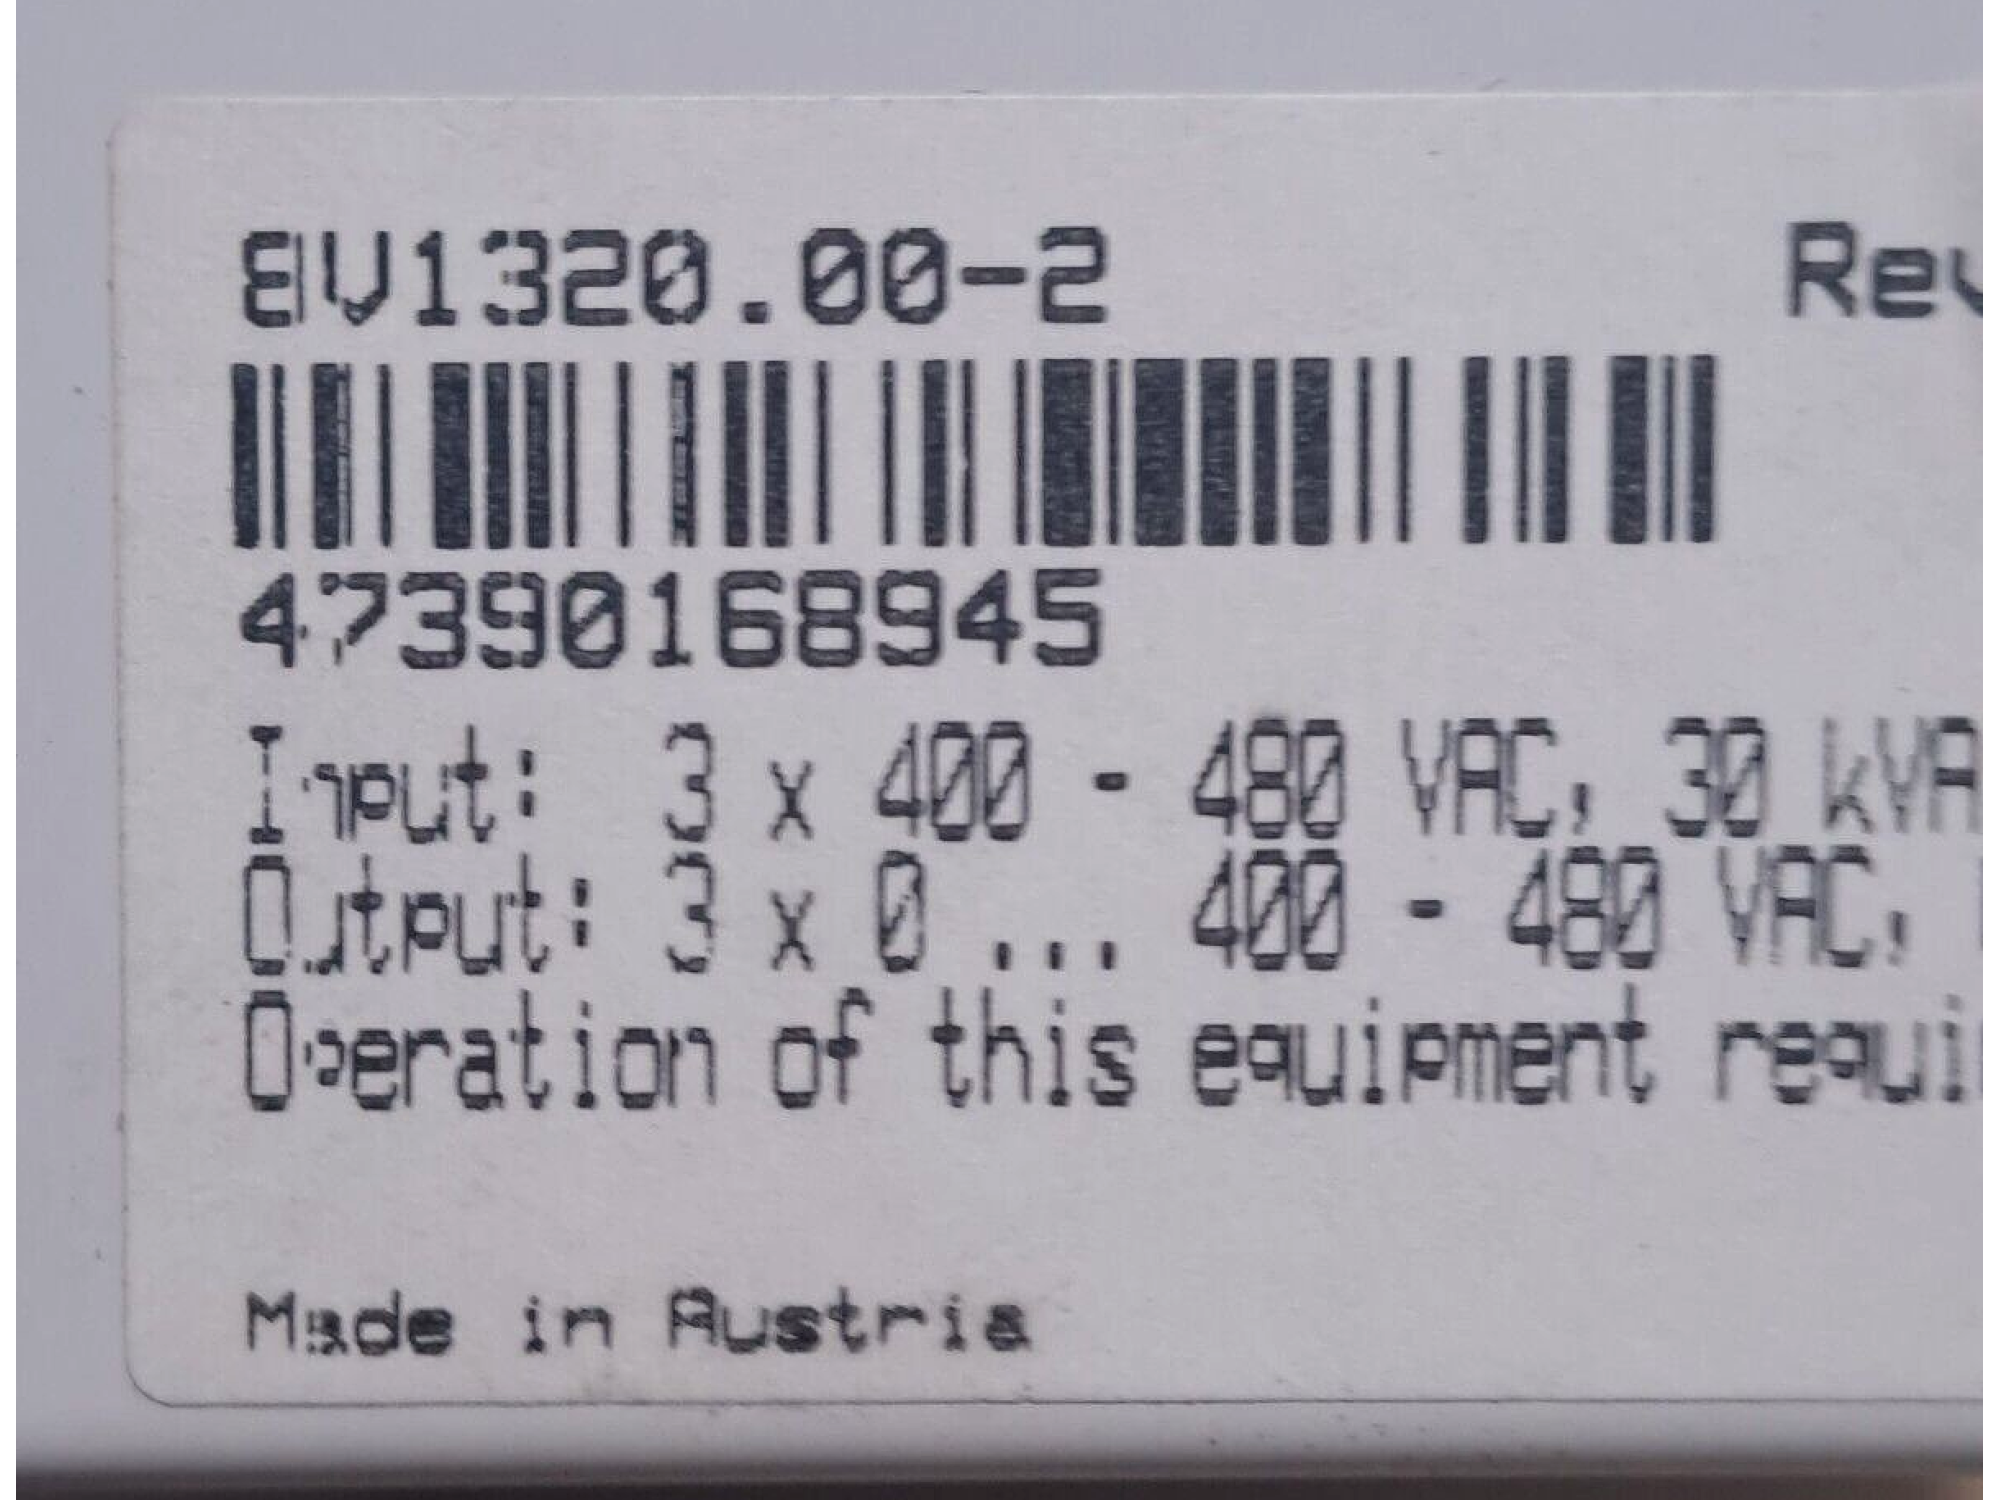 8V1320.00-2 Rev
47390168945
Input: 3 x 400 - 480 VAC, 30 kVA
Output: 3 x 0 ... 400 - 480 VAC,
Operation of this equipment requi
Made in Austria